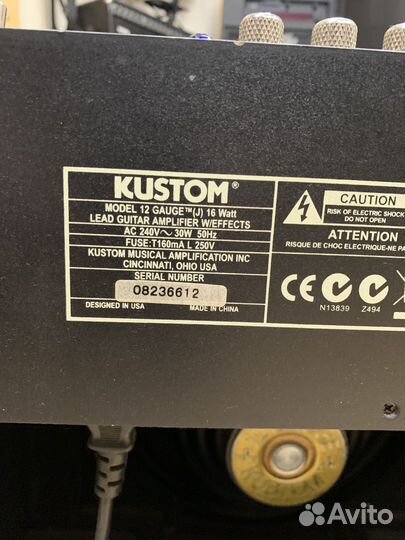 KUSTOM®
MODEL 12 GAUGE™(J) 16 Watt
LEAD GUITAR AMPLIFIER W/EFFECTS
AC 240V～30W 50Hz
FUSE:T160mA L 250V
KUSTOM MUSICAL AMPLIFICATION INC
CINCINNATI, OHIO USA
SERIAL NUMBER
08236612
DESIGNED IN USA MADE IN CHINA
CAUTION
RISK OF ELECTRIC SHOCK
DO NOT OPEN
ATTENTION
RISQUE DE CHOC ELECTRIQUE-NE PA
CE
N13839 Z494
Avito